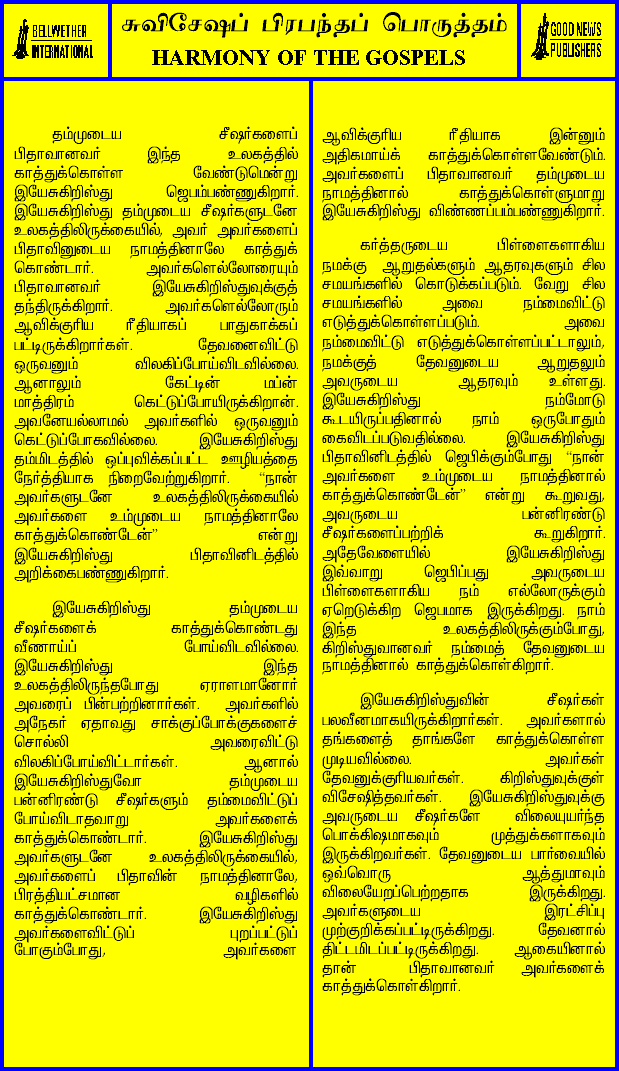 BELLWETHER
INTERNATIONAL
சுவிசேஷப் பிரபந்தப் பொருத்தம்
HARMONY OF THE GOSPELS
GOOD NEWS
PUBLISHERS
தம்முடைய சீஷர்களைப்
பிதாவானவர் இந்த உலகத்தில்
காத்துக்கொள்ள வேண்டுமென்று
இயேசுகிறிஸ்து ஜெபம்பண்ணுகிறார்.
இயேசுகிறிஸ்து தம்முடைய சீஷர்களுடனே
உலகத்திலிருக்கையில், அவர் அவர்களைப்
பிதாவினுடைய நாமத்தினாலே காத்துக்
கொண்டார். அவர்களெல்லோரையும்
பிதாவானவர் இயேசுகிறிஸ்துவுக்குத்
தந்திருக்கிறார். அவர்களெல்லோரும்
ஆவிக்குரிய ரீதியாகப் பாதுகாக்கப்
பட்டிருக்கிறார்கள். தேவனைவிட்டு
ஒருவனும் விலகிப்போய்விடவில்லை.
ஆனாலும் கேட்டின் மப்ன்
மாத்திரம் கெட்டுப்போயிருக்கிறான்.
அவனேயல்லாமல் அவர்களில் ஒருவனும்
கெட்டுப்போகவில்லை. இயேசுகிறிஸ்து
தம்மிடத்தில் ஒப்புவிக்கப்பட்ட ஊழியத்தை
நேர்த்தியாக நிறைவேற்றுகிறார். “நான்
அவர்களுடனே உலகத்திலிருக்கையில்
அவர்களை உம்முடைய நாமத்தினாலே
காத்துக்கொண்டேன்” என்று
இயேசுகிறிஸ்து பிதாவினிடத்தில்
அறிக்கைபண்ணுகிறார்.
இயேசுகிறிஸ்து தம்முடைய
சீஷர்களைக் காத்துக்கொண்டது
வீணாய்ப் போய்விடவில்லை.
இயேசுகிறிஸ்து இந்த
உலகத்திலிருந்தபோது ஏராளமானோர்
அவரைப் பின்பற்றினார்கள். அவர்களில்
அநேகர் ஏதாவது சாக்குப்போக்குகளைச்
சொல்லி அவரைவிட்டு
விலகிப்போய்விட்டார்கள். ஆனால்
இயேசுகிறிஸ்துவோ தம்முடைய
பன்னிரண்டு சீஷர்களும் தம்மைவிட்டுப்
போய்விடாதவாறு அவர்களைக்
காத்துக்கொண்டார். இயேசுகிறிஸ்து
அவர்களுடனே உலகத்திலிருக்கையில்,
அவர்களைப் பிதாவின் நாமத்தினாலே,
பிரத்தியட்சமான வழிகளில்
காத்துக்கொண்டார். இயேசுகிறிஸ்து
அவர்களைவிட்டுப் புறப்பட்டுப்
போகும்போது, அவர்களை
ஆவிக்குரிய ரீதியாக இன்னும்
அதிகமாய்க் காத்துக்கொள்ளவேண்டும்.
அவர்களைப் பிதாவானவர் தம்முடைய
நாமத்தினால் காத்துக்கொள்ளுமாறு
இயேசுகிறிஸ்து விண்ணப்பம்பண்ணுகிறார்.
கர்த்தருடைய பிள்ளைகளாகிய
நமக்கு ஆறுதல்களும் ஆதரவுகளும் சில
சமயங்களில் கொடுக்கப்படும். வேறு சில
சமயங்களில் அவை நம்மைவிட்டு
எடுத்துக்கொள்ளப்படும். அவை
நம்மைவிட்டு எடுத்துக்கொள்ளப்பட்டாலும்,
நமக்குத் தேவனுடைய ஆறுதலும்
அவருடைய ஆதரவும் உள்ளது.
இயேசுகிறிஸ்து நம்மோடு
கூடயிருப்பதினால் நாம் ஒருபோதும்
கைவிடப்படுவதில்லை. இயேசுகிறிஸ்து
பிதாவினிடத்தில் ஜெபிக்கும்போது “நான்
அவர்களை உம்முடைய நாமத்தினால்
காத்துக்கொண்டேன்” என்று கூறுவது,
அவருடைய பன்னிரண்டு
சீஷர்களைப்பற்றிக் கூறுகிறார்.
அதேவேளையில் இயேசுகிறிஸ்து
இவ்வாறு ஜெபிப்பது அவருடைய
பிள்ளைகளாகிய நம் எல்லோருக்கும்
ஏறெடுக்கிற ஜெபமாக இருக்கிறது. நாம்
இந்த உலகத்திலிருக்கும்போது,
கிறிஸ்துவானவர் நம்மைத் தேவனுடைய
நாமத்தினால் காத்துக்கொள்கிறார்.
இயேசுகிறிஸ்துவின் சீஷர்கள்
பலவீனமாகயிருக்கிறார்கள். அவர்களால்
தங்களைத் தாங்களே காத்துக்கொள்ள
முடியவில்லை. அவர்கள்
தேவனுக்குரியவர்கள். கிறிஸ்துவுக்குள்
விசேஷித்தவர்கள். இயேசுகிறிஸ்துவுக்கு
அவருடைய சீஷர்களே விலையுயர்ந்த
பொக்கிஷமாகவும் முத்துக்களாகவும்
இருக்கிறவர்கள். தேவனுடைய பார்வையில்
ஒவ்வொரு ஆத்துமாவும்
விலையேறப்பெற்றதாக இருக்கிறது.
அவர்களுடைய இரட்சிப்பு
முற்குறிக்கப்பட்டிருக்கிறது. தேவனால்
திட்டமிடப்பட்டிருக்கிறது. ஆகையினால்
தான் பிதாவானவர் அவர்களைக்
காத்துக்கொள்கிறார்.